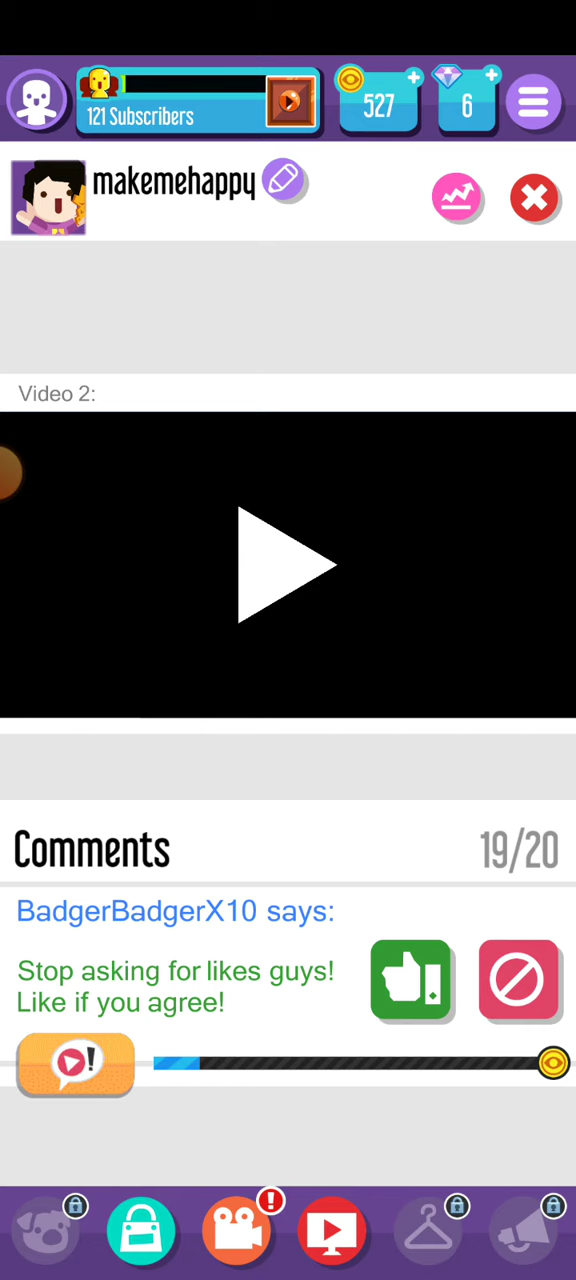 121 Subscribers
527
6
makemehappy
Video 2:
Comments
19/20
BadgerBadgerX10 says:
Stop asking for likes guys!
Like if you agree!